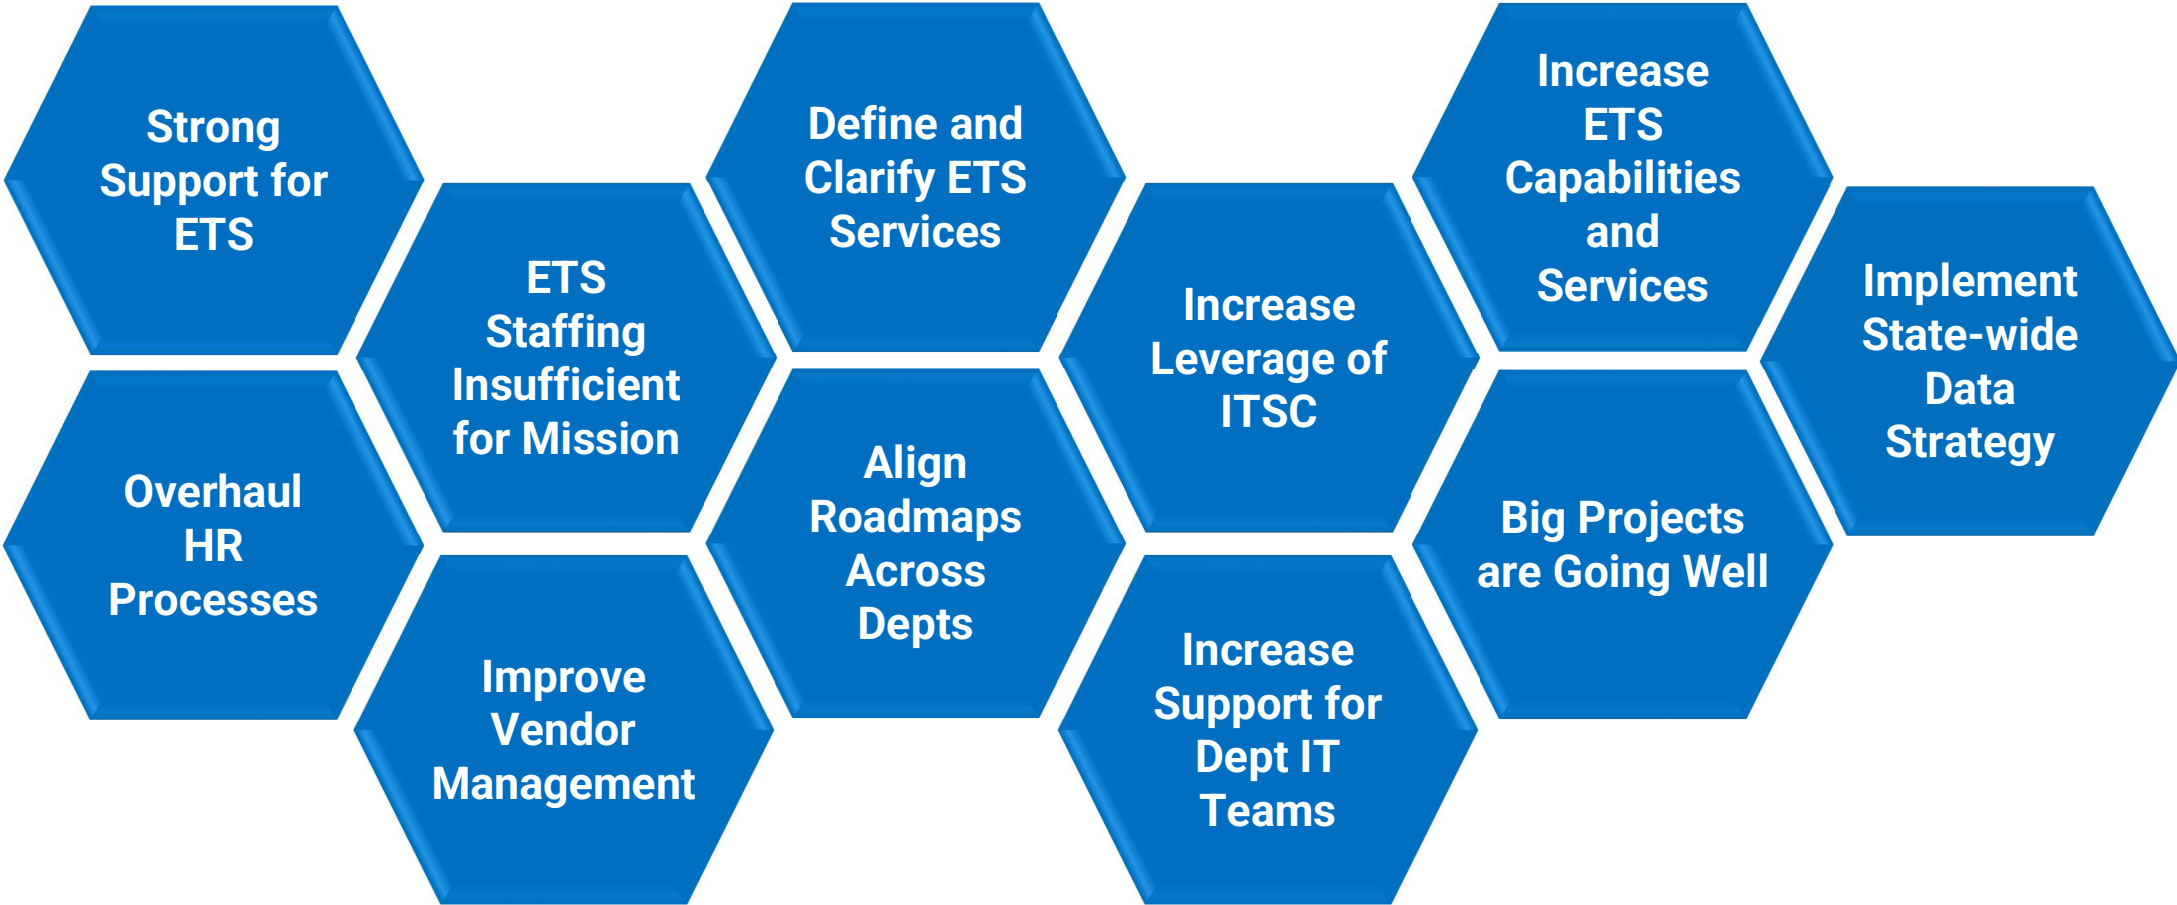 Strong
Support for
ETS
Overhaul
HR
Processes
ETS
Staffing
Insufficient
for Mission
Improve
Vendor
Management
Define and
Clarify ETS
Services
Align
Roadmaps
Across
Depts
Increase
Leverage of
ITSC
Increase
Support for
Dept IT
Teams
Increase
ETS
Capabilities
and
Services
Big Projects
are Going Well
Implement
State-wide
Data
Strategy